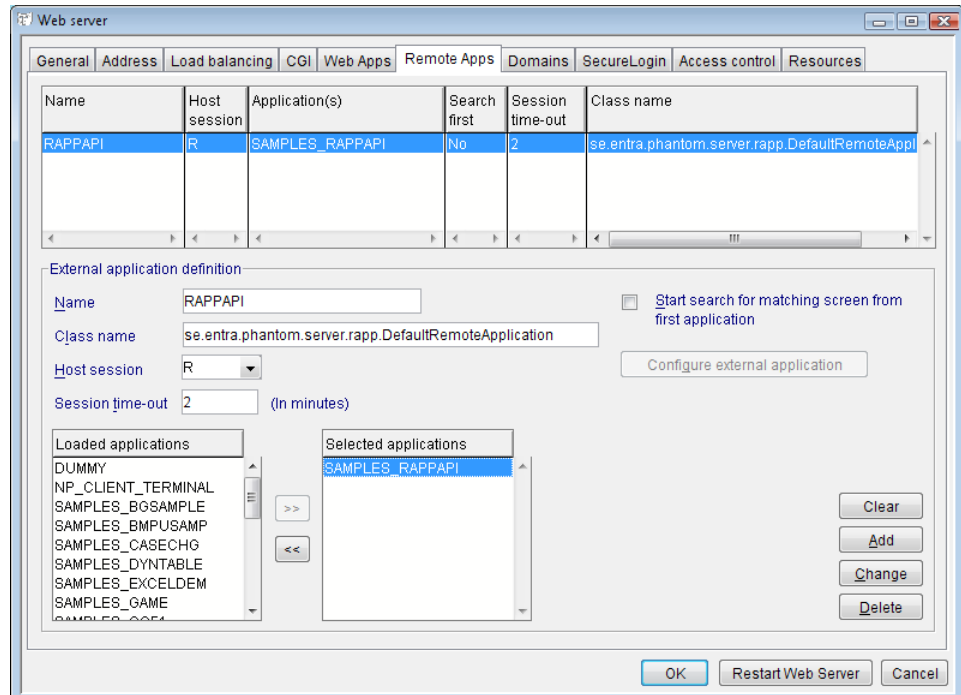 Web server
General Address Load balancing CGI Web Apps Remote Apps Domains SecureLogin Access control Resources
Name Host session Application(s) Search first Session time-out Class name
RAPPAPI R SAMPLES_RAPPAPI No 2 se.entra.phantom.server.rapp.DefaultRemoteAppl
External application definition
Name RAPPAPI
Start search for matching screen from
first application
Class name se.entra.phantom.server.rapp.DefaultRemoteApplication
Host session R
Configure external application
Session time-out 2 (In minutes)
Loaded applications
DUMMY
NP_CLIENT_TERMINAL
SAMPLES_BGSAMPLE
SAMPLES_BMPUSAMP
SAMPLES_CASECHG
SAMPLES_DYNTABLE
SAMPLES_EXCELDEM
SAMPLES_GAME
>>
<<
Selected applications
SAMPLES_RAPPAPI
Clear
Add
Change
Delete
OK Restart Web Server Cancel